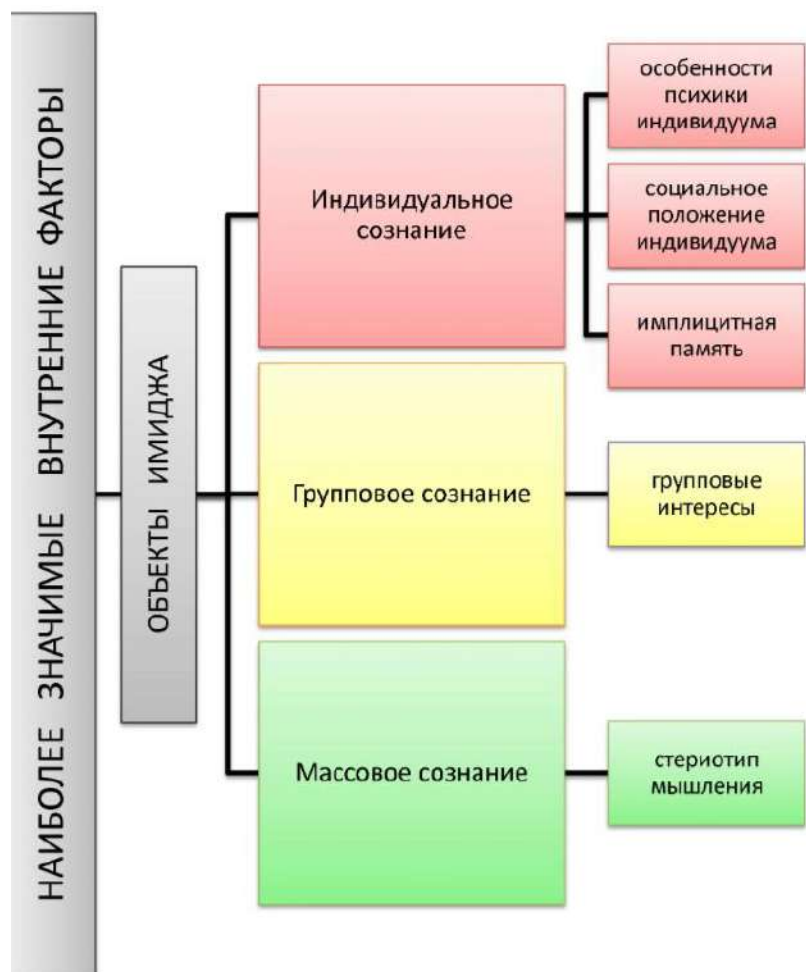 НАИБОЛЕЕ ЗНАЧИМЫЕ ВНУТРЕННИЕ ФАКТОРЫ
ОБЪЕКТЫ ИМИДЖА
Индивидуальное
сознание
особенности
психики
индивидуума
социальное
положение
индивидуума
имплицитная
память
Групповое сознание
групповые
интересы
Массовое сознание
стериотип
мышления